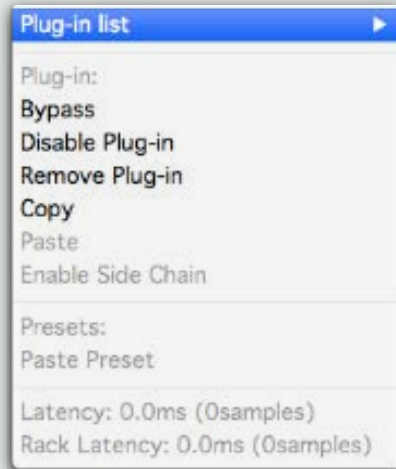 Plug-in list
Plug-in:
Bypass
Disable Plug-in
Remove Plug-in
Copy
Paste
Enable Side Chain
Presets:
Paste Preset
Latency: 0.0ms (0samples)
Rack Latency: 0.0ms (0samples)